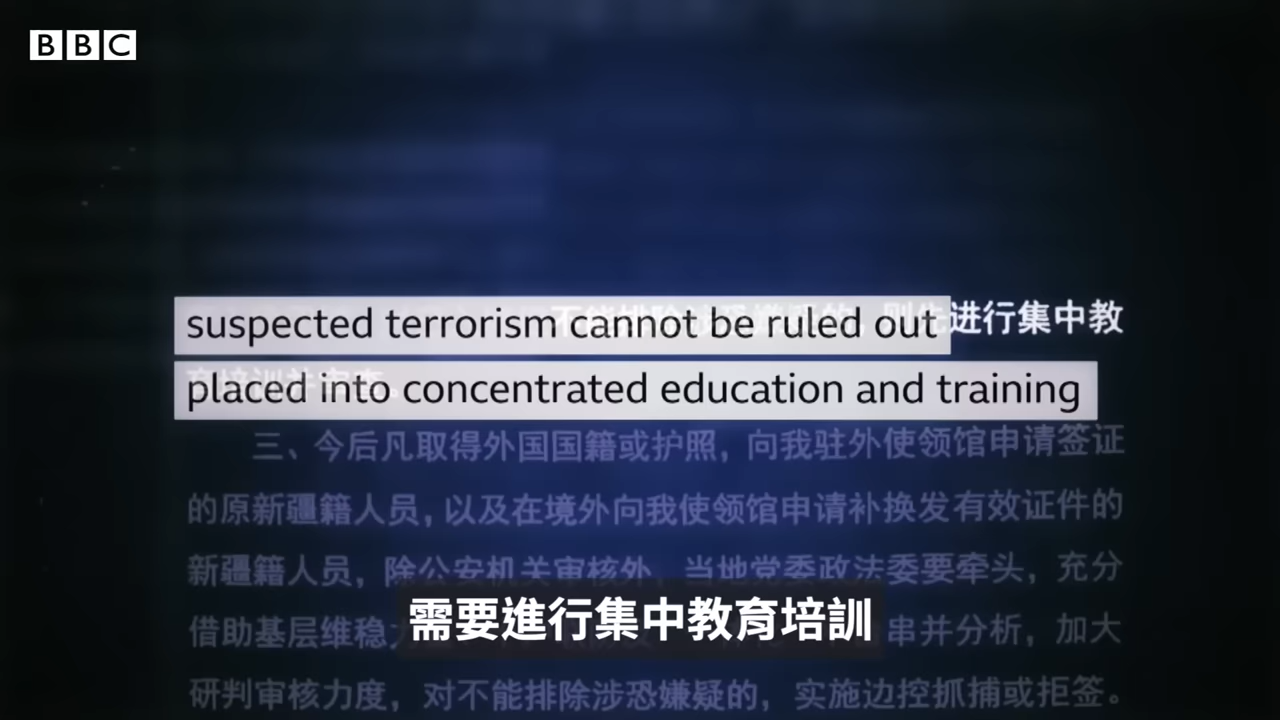 BBC
suspected terrorism cannot be ruled out 进行集中教
placed into concentrated education and training
三、今后凡取得外国国籍或护照，向我驻外使领馆申请签证
的原新疆籍人员，以及在境外向我使领馆申请补换发有效证件的
新疆籍人员，除公安机关审核外，当地党委政法委要牵头，充分
借助基层维稳
需要進行集中教育培訓
串并分析，加大
研判审核力度，对不能排除涉恐嫌疑的，实施边控抓捕或拒签。